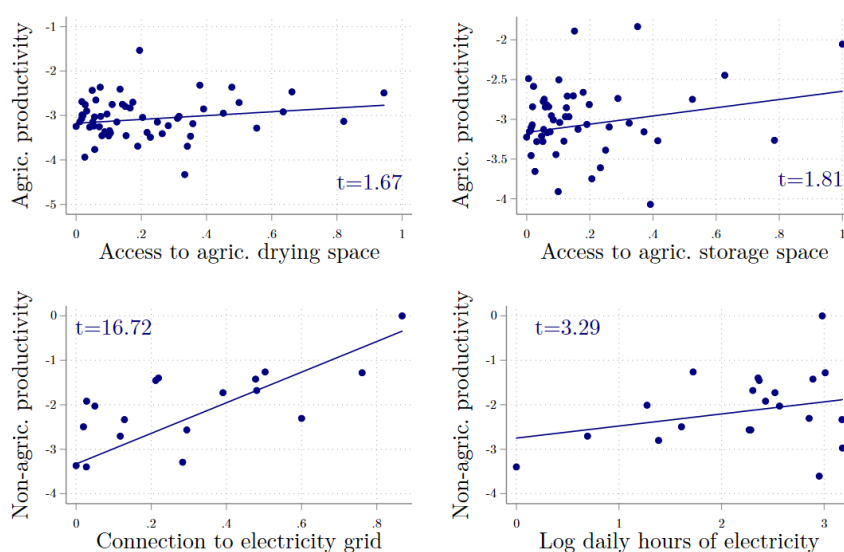 Agric. productivity
-1
-2
-3
-4
-5
t=1.67
0 .2 .4 .6 .8 1
Access to agric. drying space
Agric. productivity
-2
-2.5
-3
-3.5
-4
t=1.81
0 .2 .4 .6 .8 1
Access to agric. storage space
Non-agric. productivity
0
-1
-2
-3
-4
t=16.72
0 .2 .4 .6 .8
Connection to electricity grid
Non-agric. productivity
0
-1
-2
-3
-4
t=3.29
0 1 2 3
Log daily hours of electricity